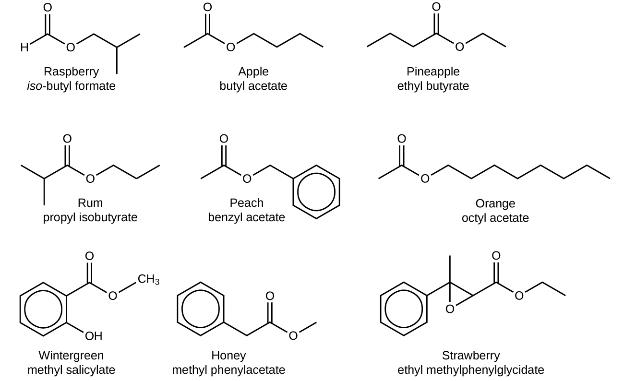 O
H
O
Raspberry
iso-butyl formate
O
O
Apple
butyl acetate
O
O
Pineapple
ethyl butyrate
O
O
Rum
propyl isobutyrate
O
O
Peach
benzyl acetate
O
O
Orange
octyl acetate
O
O
CH₃
OH
Wintergreen
methyl salicylate
O
O
Honey
methyl phenylacetate
O
O
O
Strawberry
ethyl methylphenylglycidate